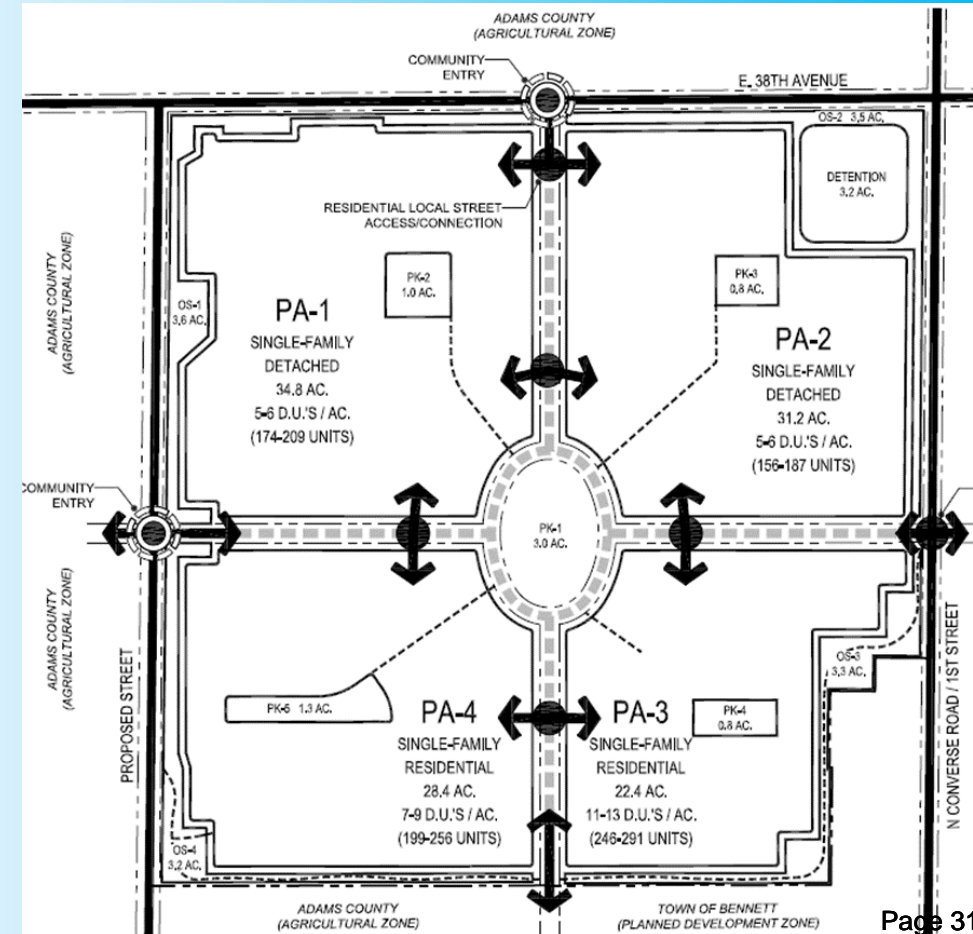 ADAMS COUNTY
(AGRICULTURAL ZONE)
COMMUNITY
ENTRY
E. 38TH AVENUE
OS-2 3.5 AC.
DETENTION
3.2 AC.
RESIDENTIAL LOCAL STREET
ACCESS/CONNECTION
ADAMS COUNTY
(AGRICULTURAL ZONE)
OS-1
3.6 AC.
PK-2
1.0 AC.
PK-3
0.8 AC.
PA-1
SINGLE-FAMILY
DETACHED
34.8 AC.
5-6 D.U.'S / AC.
(174-209 UNITS)
PA-2
SINGLE-FAMILY
DETACHED
31.2 AC.
5-6 D.U.'S / AC.
(156-187 UNITS)
COMMUNITY
ENTRY
PK-1
3.0 AC.
ADAMS COUNTY
(AGRICULTURAL ZONE)
PROPOSED STREET
PK-5 1.3 AC.
PA-4
SINGLE-FAMILY
RESIDENTIAL
28.4 AC.
7-9 D.U.'S / AC.
(199-256 UNITS)
PA-3
SINGLE-FAMILY
RESIDENTIAL
22.4 AC.
11-13 D.U.'S / AC.
(246-291 UNITS)
PK-4
0.8 AC.
OS-3
3.3 AC.
N CONVERSE ROAD / 1ST STREET
OS-4
3.2 AC.
ADAMS COUNTY
(AGRICULTURAL ZONE)
TOWN OF BENNETT
(PLANNED DEVELOPMENT ZONE)
Page 31